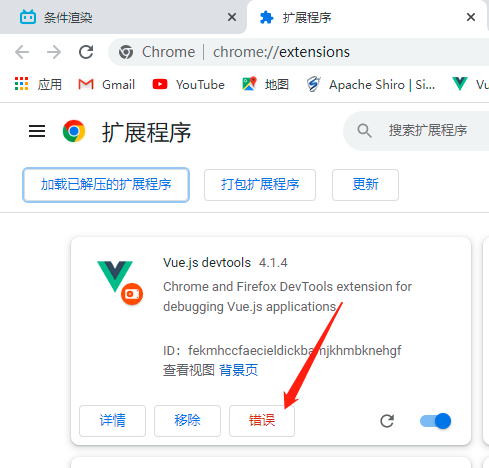 条件渲染
扩展程序
Chrome | chrome://extensions
应用 Gmail YouTube 地图 Apache Shiro | Si... Vu
扩展程序
搜索扩展程序
加载已解压的扩展程序 打包扩展程序 更新
Vue.js devtools 4.1.4
Chrome and Firefox DevTools extension for
debugging Vue.js applications.
查看视图 背景页
详情 移除 错误